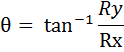 θ = tan⁻¹ Ry/Rx